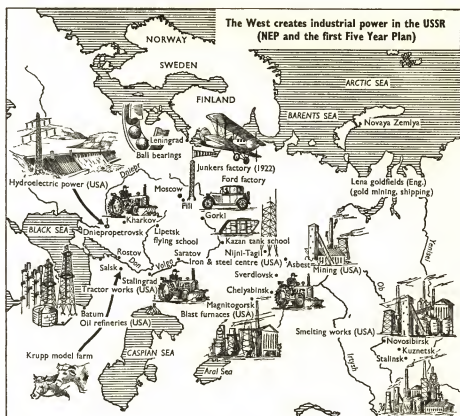 The West creates industrial power in the USSR
(NEP and the first Five Year Plan)
NORWAY
SWEDEN
FINLAND
ARCTIC SEA
BARENTS SEA
Novaya Zemlya
Leningrad
Ball bearings
Junkers factory (1922)
Ford factory
Hydroelectric power (USA)
Dnieper
Moscow
Fili
Gorki
Lena goldfields (Eng.)
(gold mining, shipping)
Kharkov
BLACK SEA
Dniepropetrovsk
Lipetsk
flying school
Kazan tank school
Nijni-Tagil
Yenisei
Rostov
Don
Saratov
Iron & steel centre (USA)
Asbest
Mining (USA)
Salsk
Volga
Sverdlovsk
Ob
Tractor works (USA)
Stalingrad
Chelyabinsk
Batum
Oil refineries (USA)
Magnitogorsk
Blast furnaces (USA)
Smelting works (USA)
Novosibirsk
Kuznetsk
Stalinsk
Irtysh
Krupp model farm
CASPIAN SEA
Aral Sea